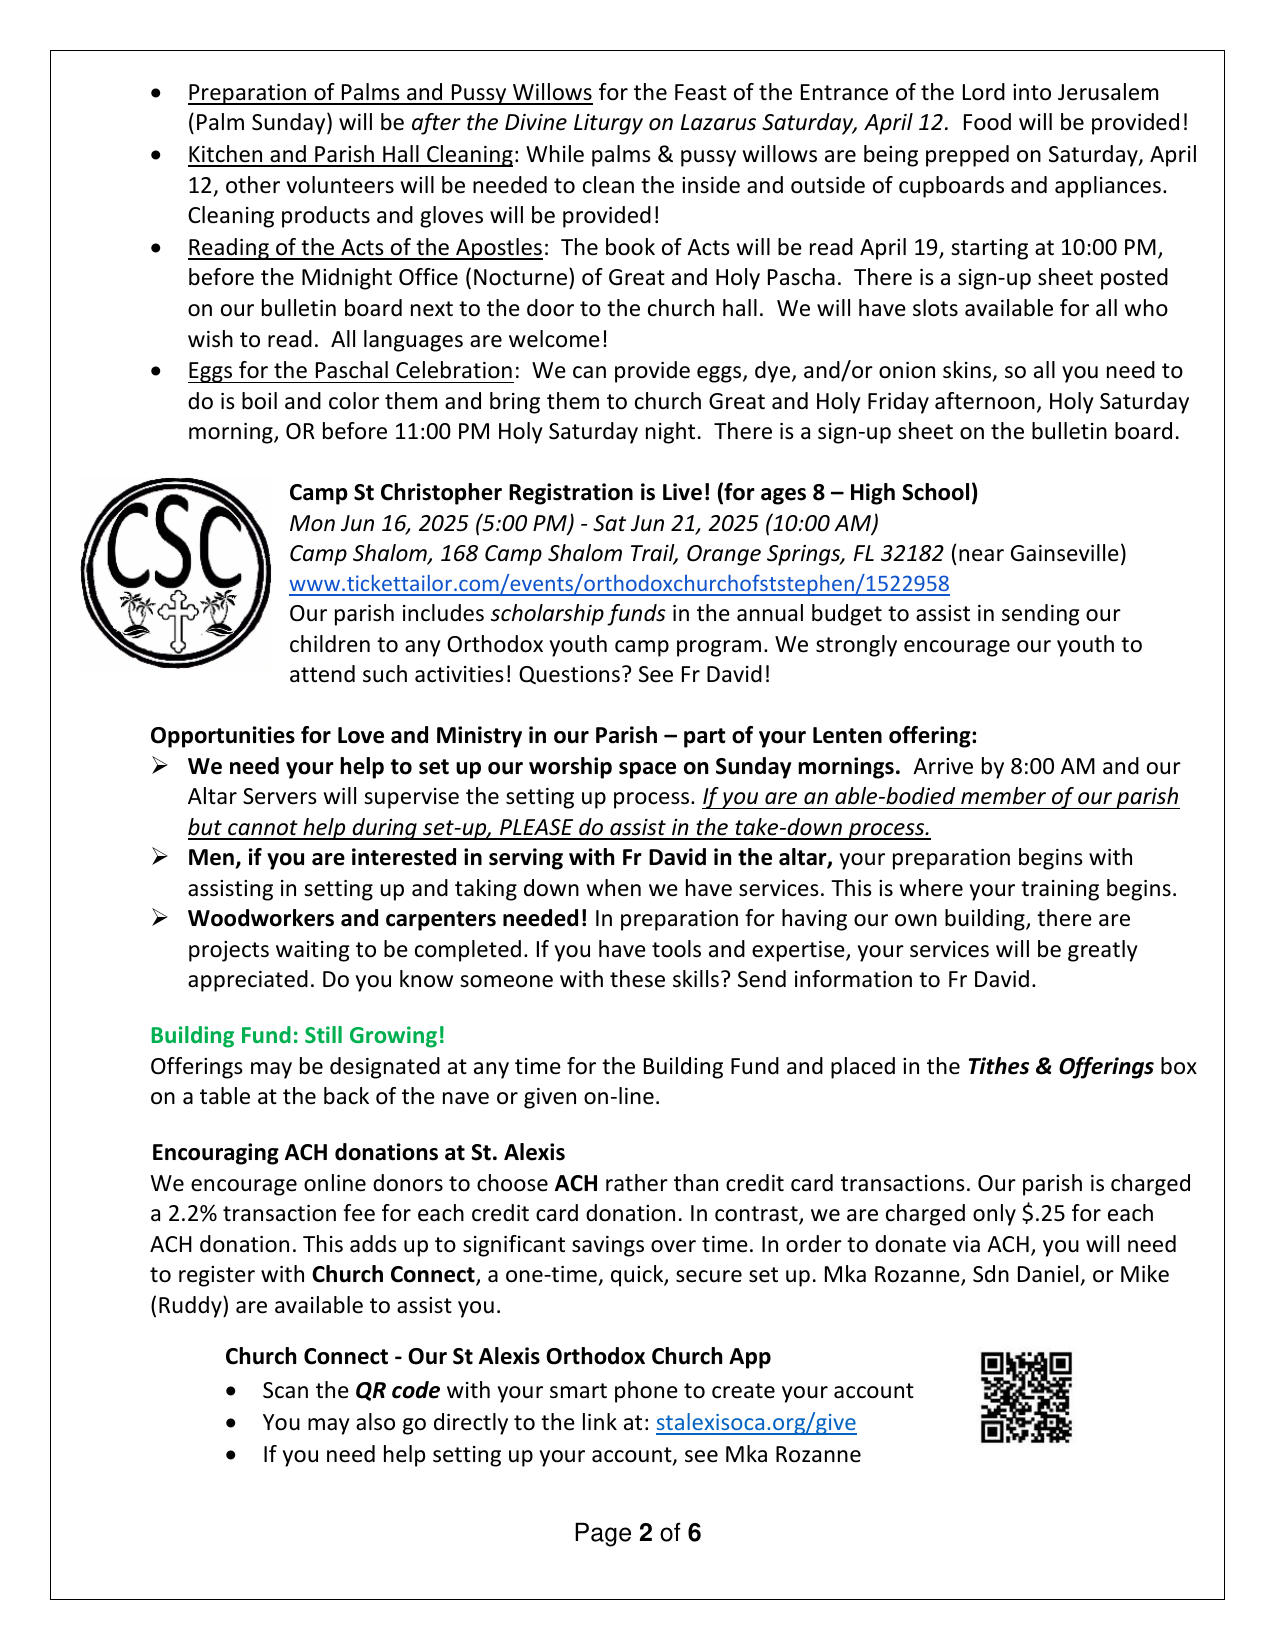 • Preparation of Palms and Pussy Willows for the Feast of the Entrance of the Lord into Jerusalem
(Palm Sunday) will be after the Divine Liturgy on Lazarus Saturday, April 12.  Food will be provided!
• Kitchen and Parish Hall Cleaning: While palms & pussy willows are being prepped on Saturday, April
12, other volunteers will be needed to clean the inside and outside of cupboards and appliances.
Cleaning products and gloves will be provided!
• Reading of the Acts of the Apostles:  The book of Acts will be read April 19, starting at 10:00 PM,
before the Midnight Office (Nocturne) of Great and Holy Pascha.  There is a sign-up sheet posted
on our bulletin board next to the door to the church hall.  We will have slots available for all who
wish to read.  All languages are welcome!
• Eggs for the Paschal Celebration:  We can provide eggs, dye, and/or onion skins, so all you need to
do is boil and color them and bring them to church Great and Holy Friday afternoon, Holy Saturday
morning, OR before 11:00 PM Holy Saturday night.  There is a sign-up sheet on the bulletin board.
CSC
Camp St Christopher Registration is Live! (for ages 8 – High School)
Mon Jun 16, 2025 (5:00 PM) - Sat Jun 21, 2025 (10:00 AM)
Camp Shalom, 168 Camp Shalom Trail, Orange Springs, FL 32182 (near Gainseville)
www.tickettailor.com/events/orthodoxchurchofststephen/1522958
Our parish includes scholarship funds in the annual budget to assist in sending our
children to any Orthodox youth camp program. We strongly encourage our youth to
attend such activities! Questions? See Fr David!
Opportunities for Love and Ministry in our Parish – part of your Lenten offering:
➢ We need your help to set up our worship space on Sunday mornings.  Arrive by 8:00 AM and our
Altar Servers will supervise the setting up process. If you are an able-bodied member of our parish
but cannot help during set-up, PLEASE do assist in the take-down process.
➢ Men, if you are interested in serving with Fr David in the altar, your preparation begins with
assisting in setting up and taking down when we have services. This is where your training begins.
➢ Woodworkers and carpenters needed! In preparation for having our own building, there are
projects waiting to be completed. If you have tools and expertise, your services will be greatly
appreciated. Do you know someone with these skills? Send information to Fr David.
Building Fund: Still Growing!
Offerings may be designated at any time for the Building Fund and placed in the Tithes & Offerings box
on a table at the back of the nave or given on-line.
Encouraging ACH donations at St. Alexis
We encourage online donors to choose ACH rather than credit card transactions. Our parish is charged
a 2.2% transaction fee for each credit card donation. In contrast, we are charged only $.25 for each
ACH donation. This adds up to significant savings over time. In order to donate via ACH, you will need
to register with Church Connect, a one-time, quick, secure set up. Mka Rozanne, Sdn Daniel, or Mike
(Ruddy) are available to assist you.
Church Connect - Our St Alexis Orthodox Church App
• Scan the QR code with your smart phone to create your account
• You may also go directly to the link at: stalexisoca.org/give
• If you need help setting up your account, see Mka Rozanne
Page 2 of 6